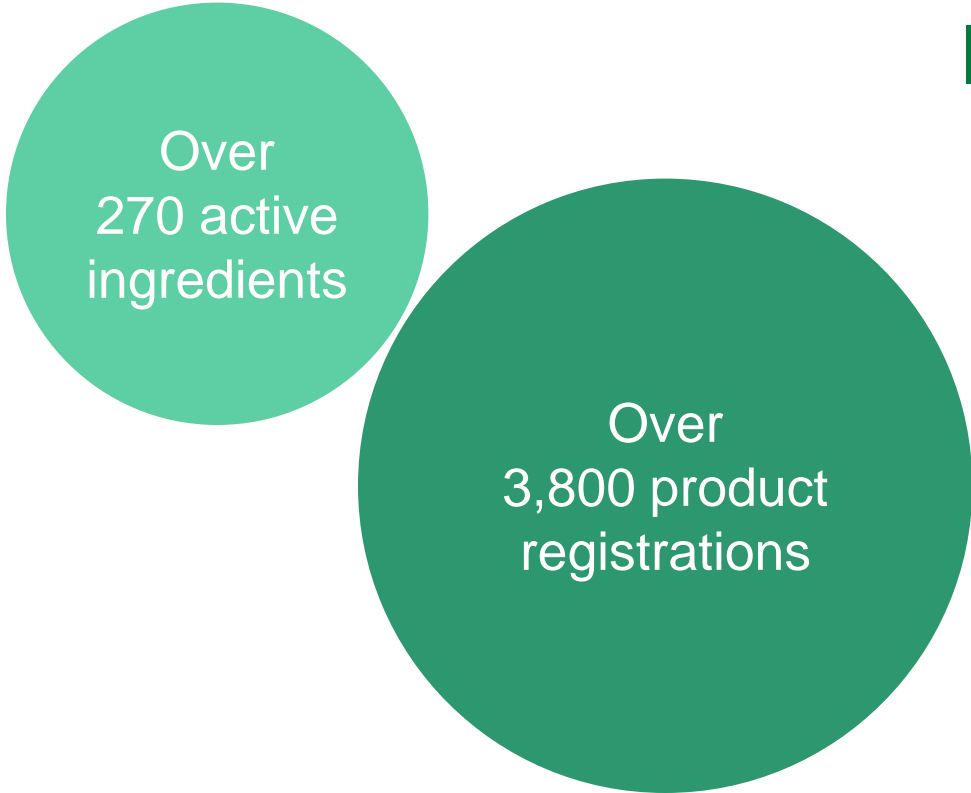 Over
270 active
ingredients
Over
3,800 product
registrations